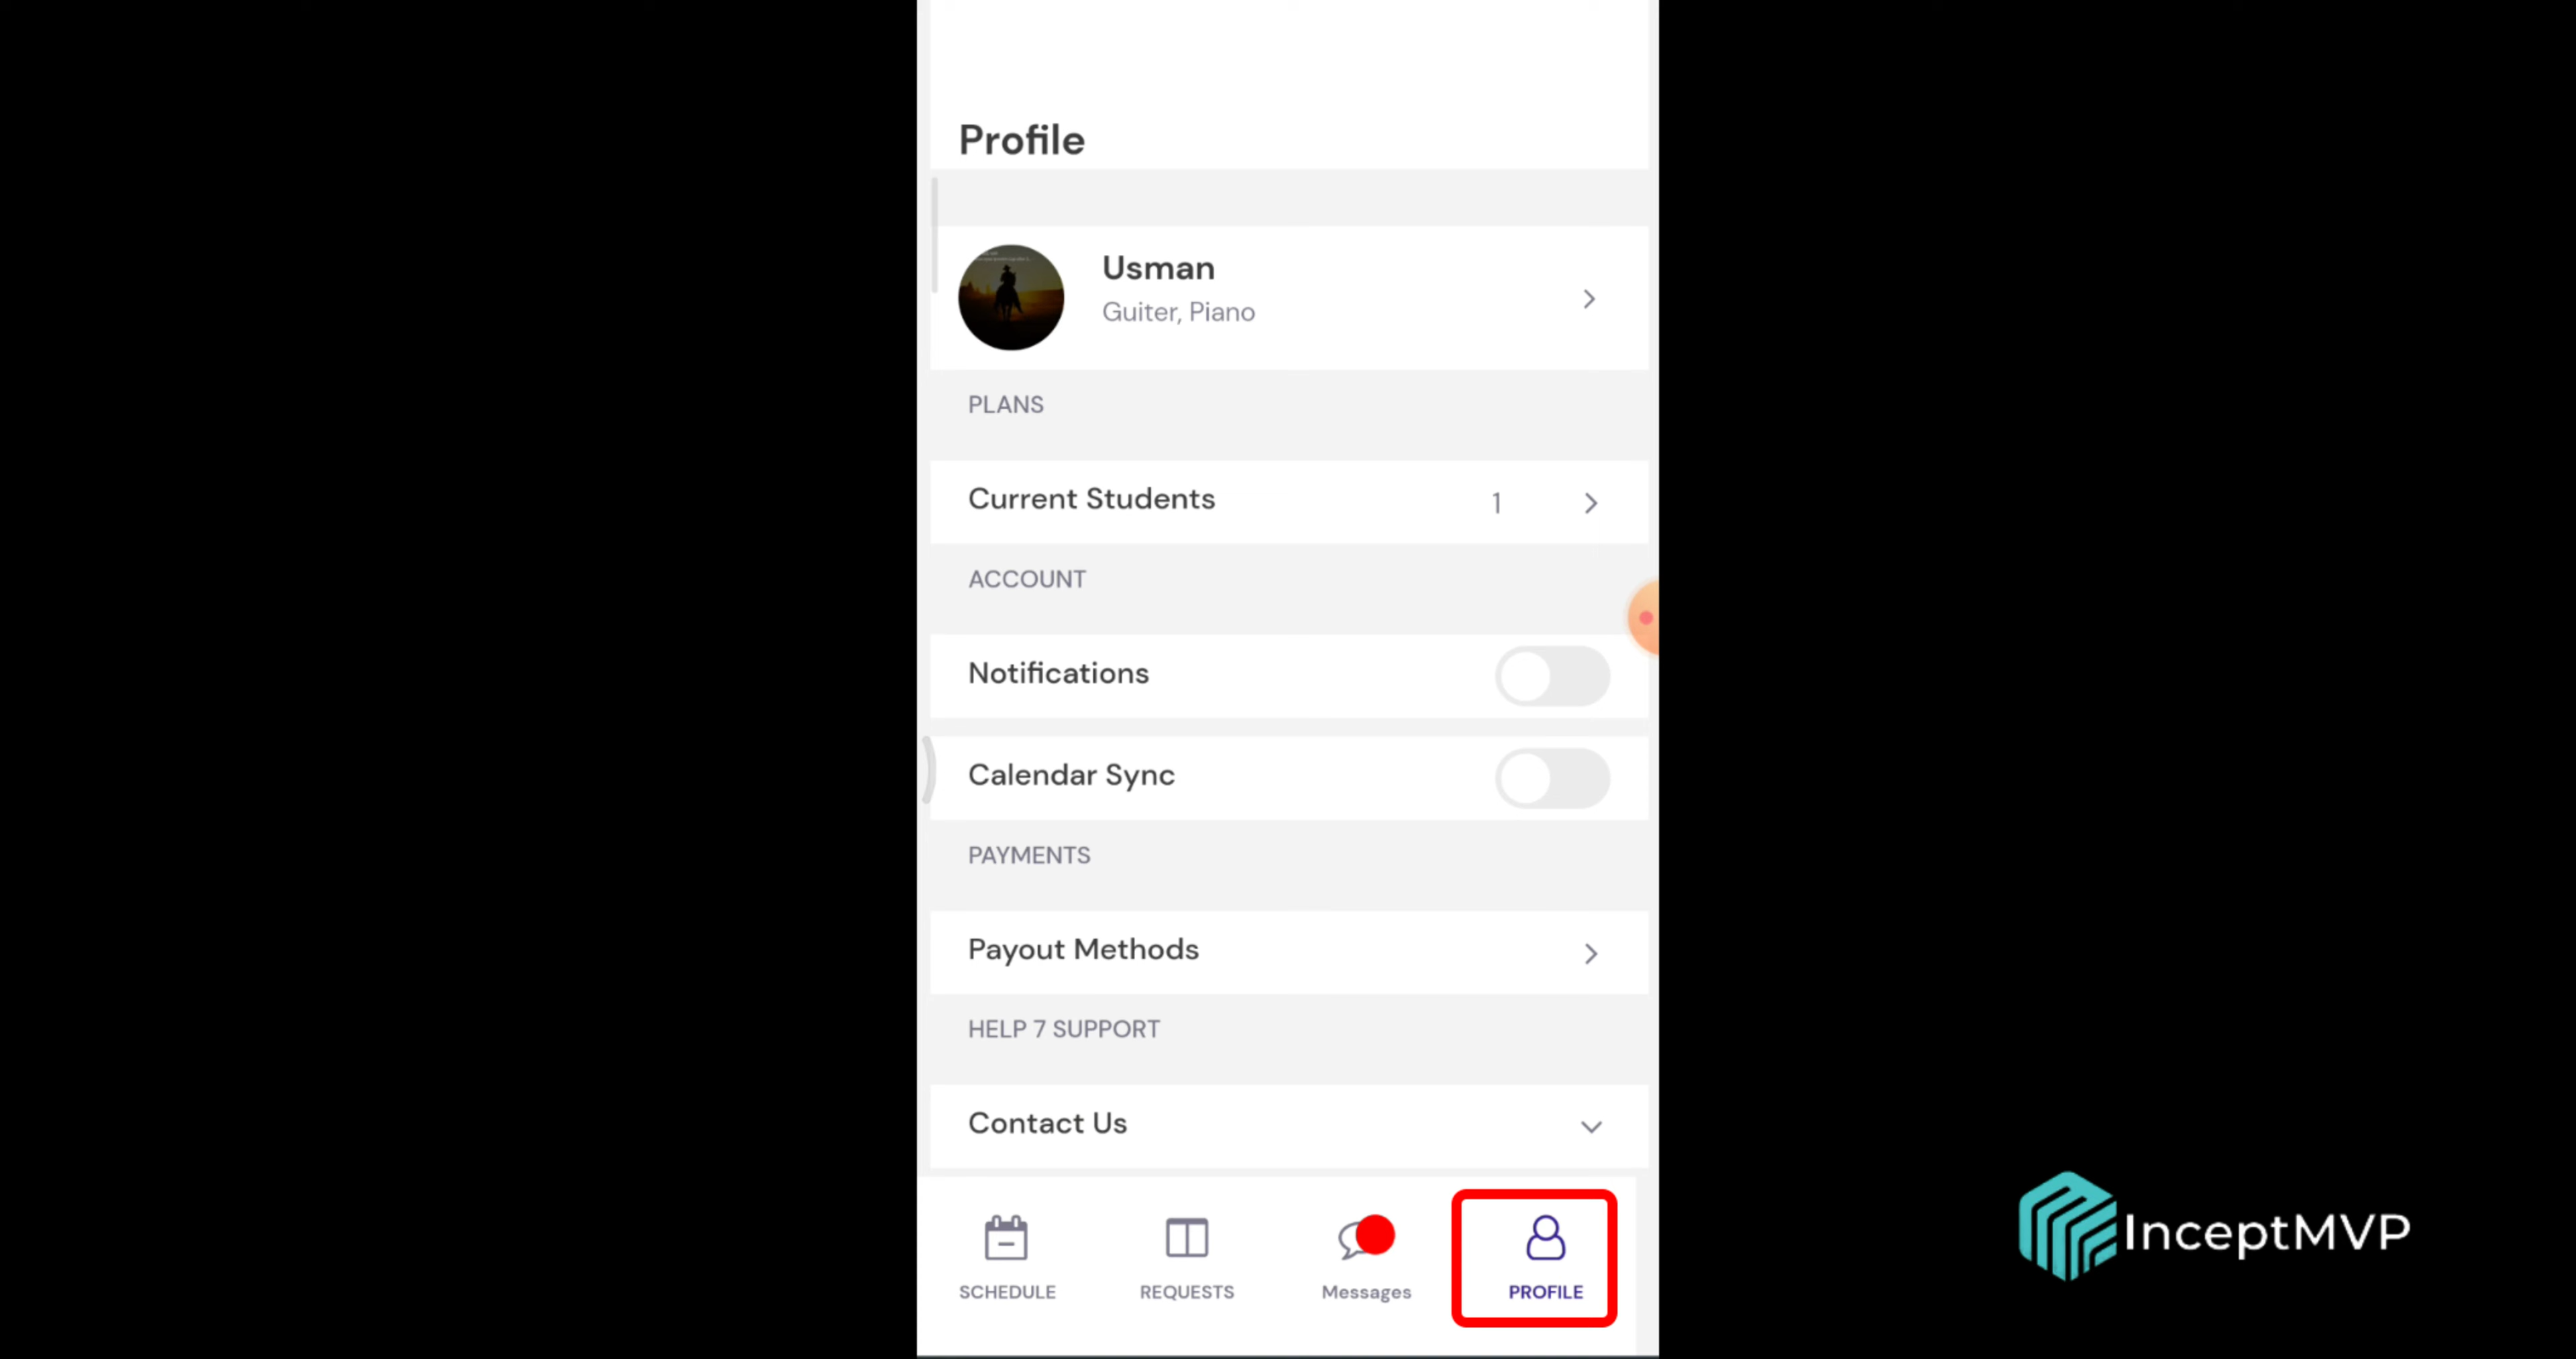 Profile
Usman
Guiter, Piano
PLANS
Current Students 1
ACCOUNT
Notifications
Calendar Sync
PAYMENTS
Payout Methods
HELP 7 SUPPORT
Contact Us
SCHEDULE REQUESTS Messages PROFILE
InceptMVP